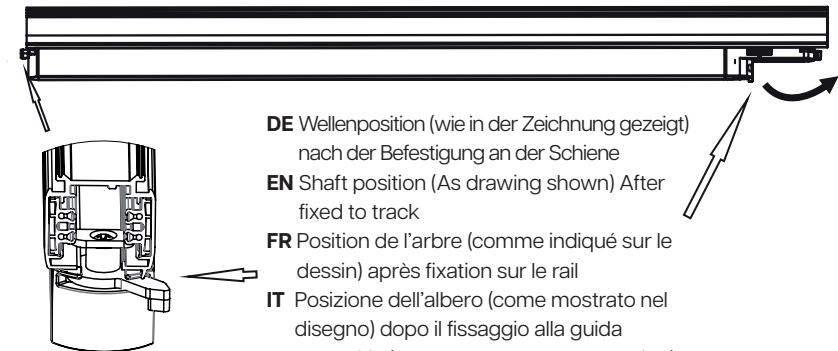 DE Wellenposition (wie in der Zeichnung gezeigt)
nach der Befestigung an der Schiene
EN Shaft position (As drawing shown) After
fixed to track
FR Position de l'arbre (comme indiqué sur le
dessin) après fixation sur le rail
IT Posizione dell'albero (come mostrato nel
disegno) dopo il fissaggio alla guida